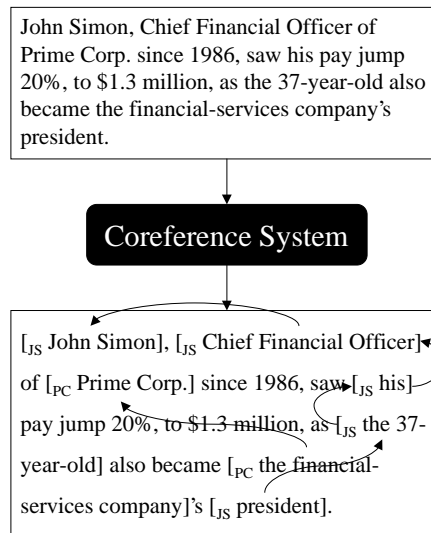 John Simon, Chief Financial Officer of
Prime Corp. since 1986, saw his pay jump
20%, to $1.3 million, as the 37-year-old also
became the financial-services company's
president.
Coreference System
[JS John Simon], [JS Chief Financial Officer]
of [PC Prime Corp.] since 1986, saw [JS his]
pay jump 20%, to $1.3 million, as [JS the 37-
year-old] also became [PC the financial-
services company]'s [JS president].